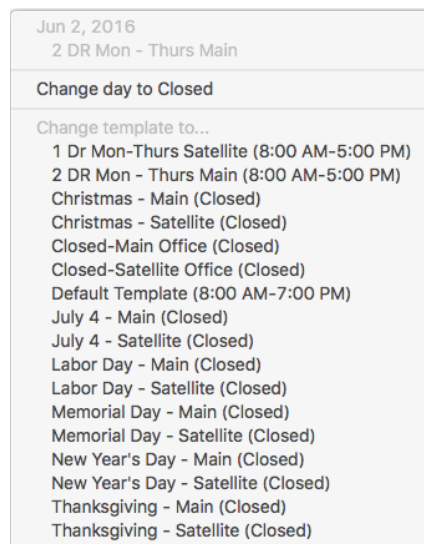 Jun 2, 2016
2 DR Mon - Thurs Main
Change day to Closed
Change template to...
1 Dr Mon-Thurs Satellite (8:00 AM-5:00 PM)
2 DR Mon - Thurs Main (8:00 AM-5:00 PM)
Christmas - Main (Closed)
Christmas - Satellite (Closed)
Closed-Main Office (Closed)
Closed-Satellite Office (Closed)
Default Template (8:00 AM-7:00 PM)
July 4 - Main (Closed)
July 4 - Satellite (Closed)
Labor Day - Main (Closed)
Labor Day - Satellite (Closed)
Memorial Day - Main (Closed)
Memorial Day - Satellite (Closed)
New Year's Day - Main (Closed)
New Year's Day - Satellite (Closed)
Thanksgiving - Main (Closed)
Thanksgiving - Satellite (Closed)